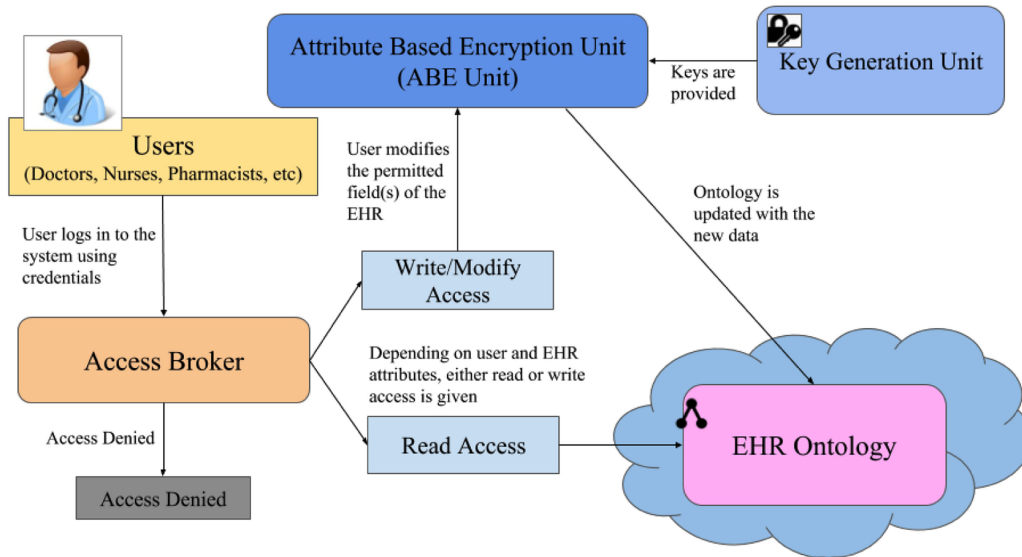 Attribute Based Encryption Unit
(ABE Unit)
Keys are
provided
Key Generation Unit
Users
(Doctors, Nurses, Pharmacists, etc)
User modifies
the permitted
field(s) of the
EHR
Ontology is
updated with the
new data
User logs in to the
system using
credentials
Write/Modify
Access
Access Broker
Depending on user and EHR
attributes, either read or write
access is given
Access Denied
Read Access
EHR Ontology
Access Denied